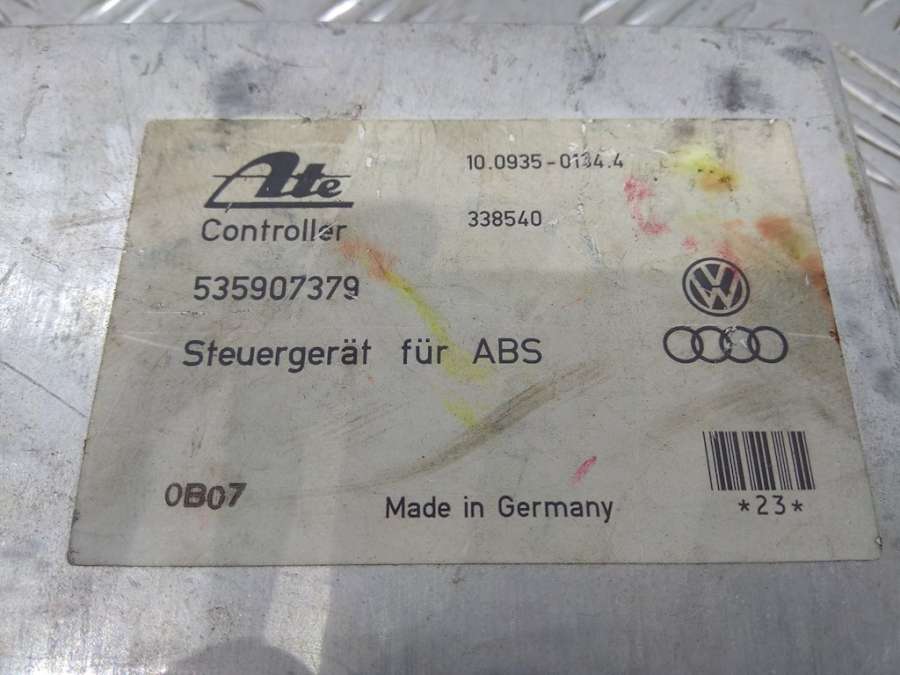 Ate
10.0935-0134.4
Controller
338540
535907379
Steuergerät für ABS
0B07
Made in Germany
*23*